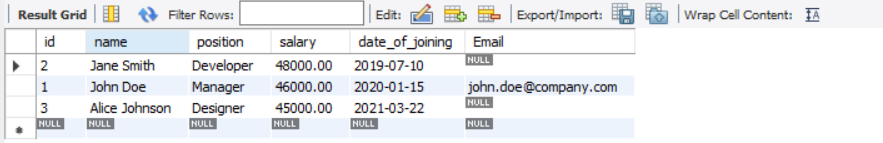 Result Grid Filter Rows: Edit: Export/Import: Wrap Cell Content: IA
id name position salary date_of_joining Email
2 Jane Smith Developer 48000.00 2019-07-10 NULL
1 John Doe Manager 46000.00 2020-01-15 john.doe@company.com
3 Alice Johnson Designer 45000.00 2021-03-22 NULL
NULL NULL NULL NULL NULL NULL